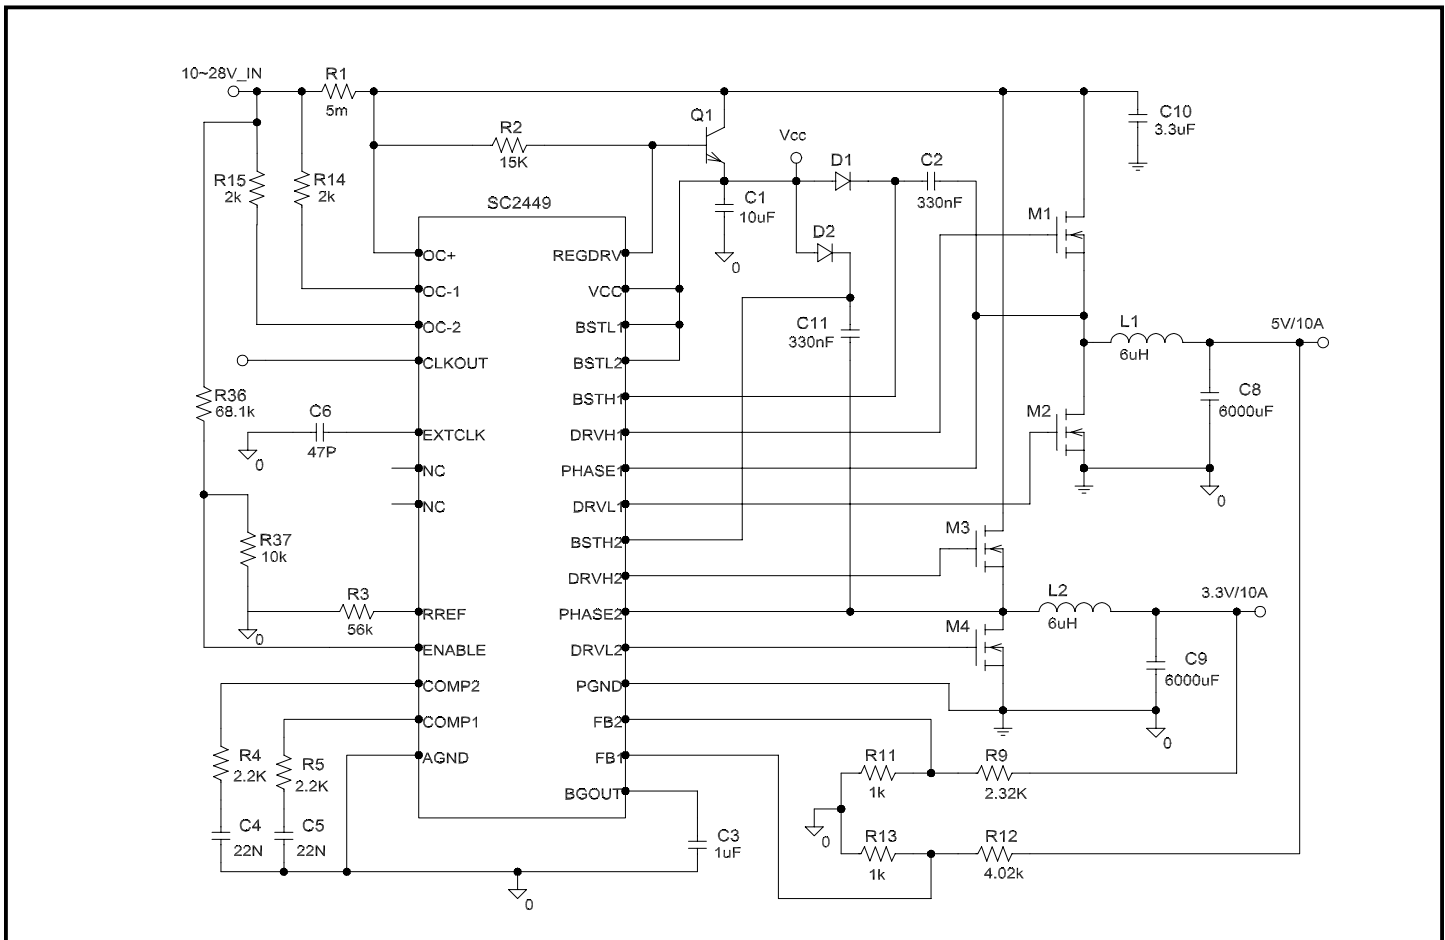 10~28V_IN
R1
5m
R2
15K
Q1
Vcc
D1
C2
330nF
C10
3.3uF
R15
2k
R14
2k
SC2449
C1
10uF
0
D2
M1
OC+
REGDRV
OC-1
VCC
OC-2
BSTL1
C11
330nF
L1
6uH
5V/10A
CLKOUT
BSTL2
R36
68.1k
BSTH1
C8
6000uF
C6
47P
0
EXTCLK
DRVH1
M2
NC
PHASE1
0
NC
DRVL1
R37
10k
BSTH2
M3
DRVH2
R3
56k
0
RREF
PHASE2
L2
6uH
3.3V/10A
ENABLE
DRVL2
M4
COMP2
PGND
C9
6000uF
COMP1
FB2
0
R4
2.2K
R5
2.2K
AGND
FB1
R11
1k
R9
2.32K
BGOUT
C4
22N
C5
22N
C3
1uF
0
R13
1k
R12
4.02k
0